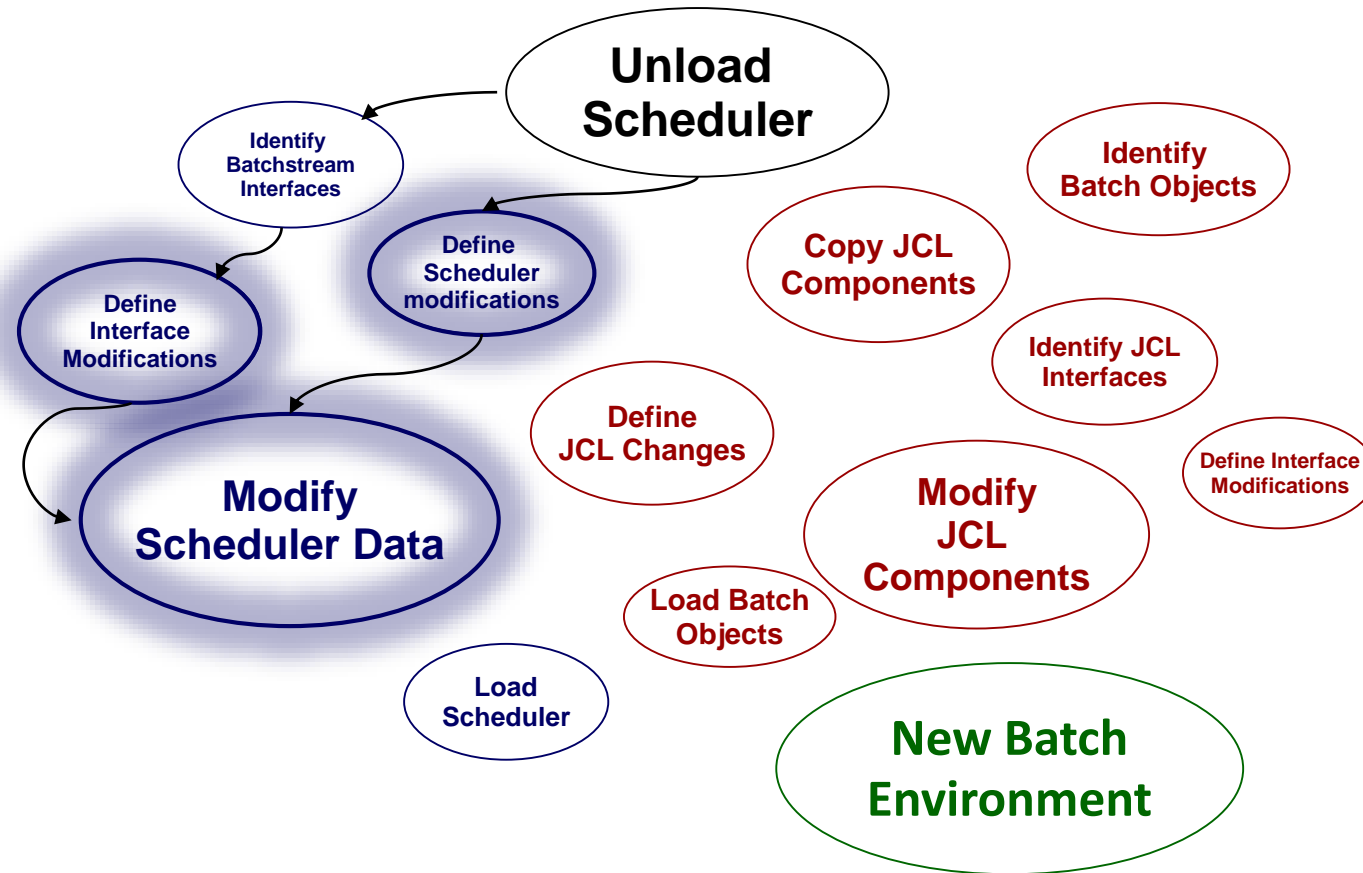 Unload
Scheduler
Identify
Batchstream
Interfaces
Identify
Batch Objects
Define
Scheduler
modifications
Copy JCL
Components
Define
Interface
Modifications
Identify JCL
Interfaces
Define
JCL Changes
Define Interface
Modifications
Modify
Scheduler Data
Modify
JCL
Components
Load Batch
Objects
Load
Scheduler
New Batch
Environment